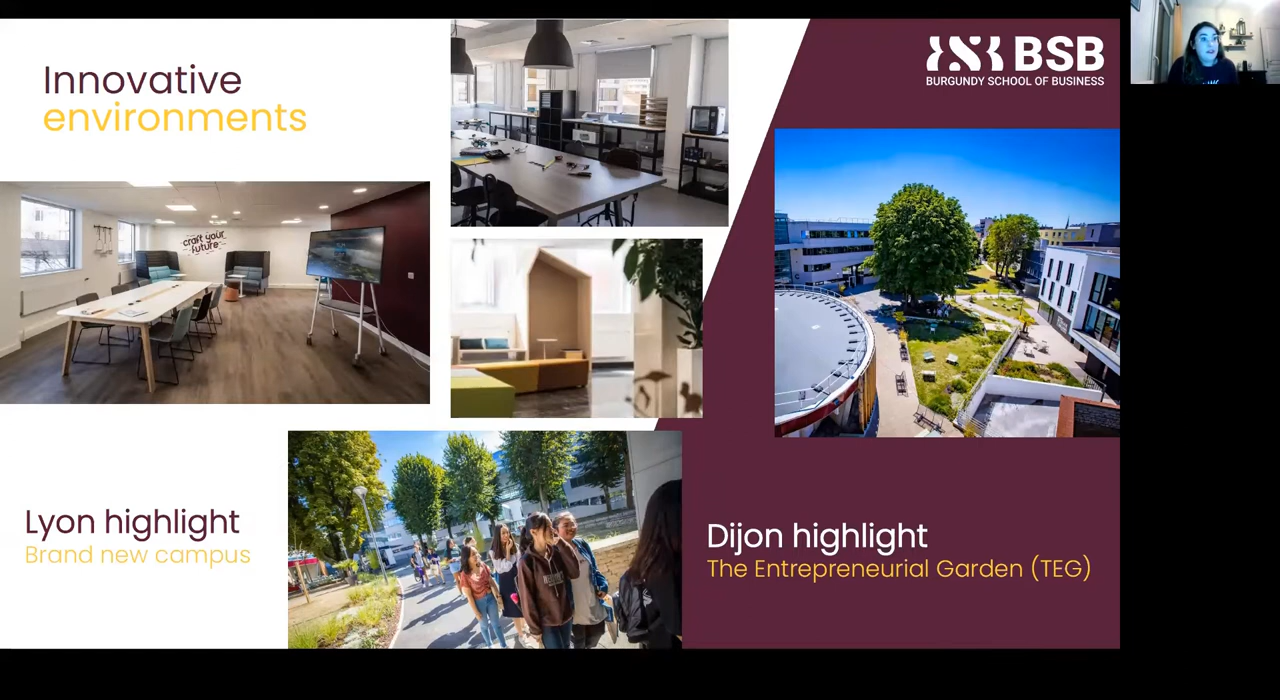 Innovative
environments
BSB
BURGUNDY SCHOOL OF BUSINESS
craft your
future
Lyon highlight
Brand new campus
Dijon highlight
The Entrepreneurial Garden (TEG)